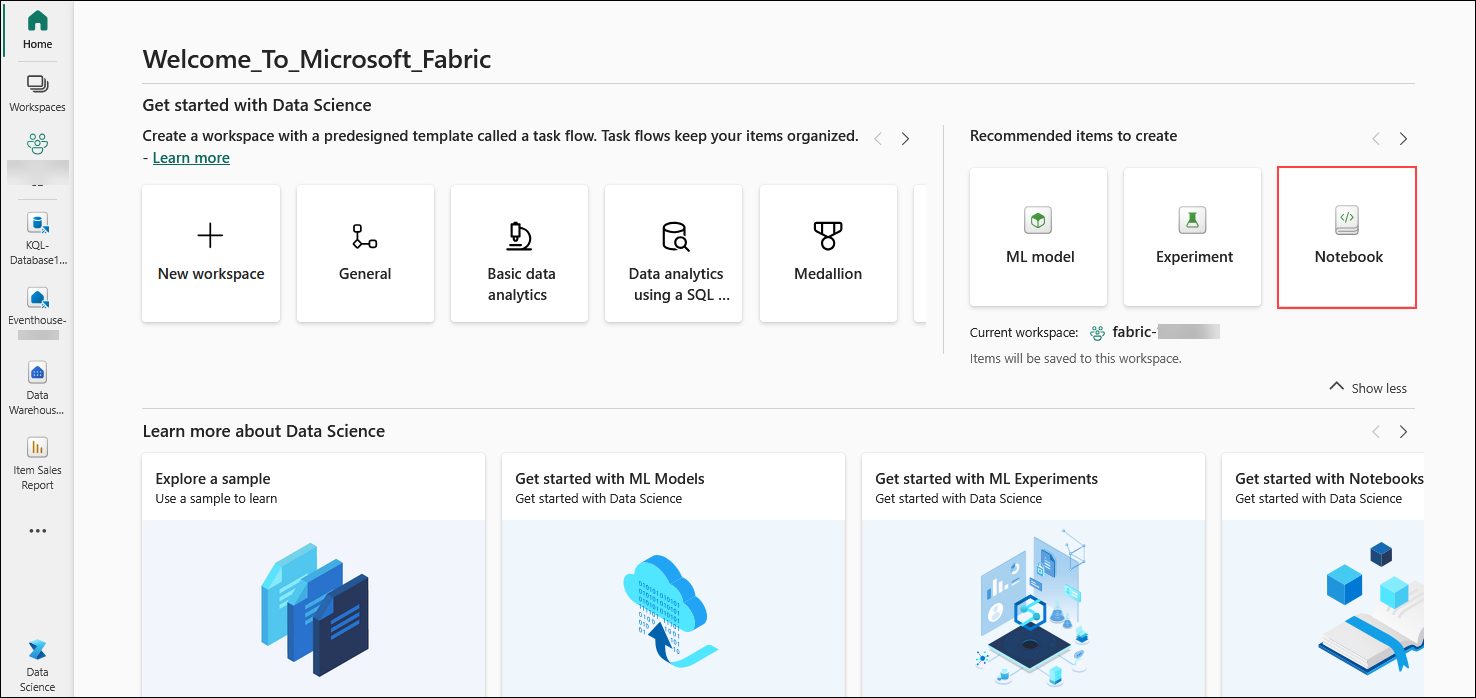 Home
Workspaces
KQL-
Database1...
Eventhouse-
Data
Warehous...
Item Sales
Report
Data
Science
Welcome_To_Microsoft_Fabric
Get started with Data Science
Create a workspace with a predesigned template called a task flow. Task flows keep your items organized.
- Learn more
New workspace
General
Basic data
analytics
Data analytics
using a SQL ...
Medallion
Recommended items to create
ML model
Experiment
Notebook
Current workspace: fabric-
Items will be saved to this workspace.
Show less
Learn more about Data Science
Explore a sample
Use a sample to learn
Get started with ML Models
Get started with Data Science
Get started with ML Experiments
Get started with Data Science
Get started with Notebooks
Get started with Data Science